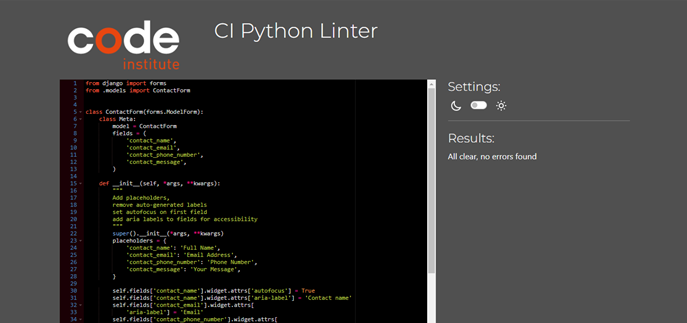 code
institute
CI Python Linter
1 from django import forms
2 from .models import ContactForm
3
4
5 class ContactForm(forms.ModelForm):
6 class Meta:
7 model = ContactForm
8 fields = (
9 'contact_name',
10 'contact_email',
11 'contact_phone_number',
12 'contact_message',
13 )
14
15 def __init__(self, *args, **kwargs):
16 """
17 Add placeholders,
18 remove auto-generated labels
19 set autofocus on first field
20 add aria labels to fields for accessibility
21 """
22 super().__init__(*args, **kwargs)
23 placeholders = {
24 'contact_name': 'Full Name',
25 'contact_email': 'Email Address',
26 'contact_phone_number': 'Phone Number',
27 'contact_message': 'Your Message',
28 }
29
30 self.fields['contact_name'].widget.attrs['autofocus'] = True
31 self.fields['contact_name'].widget.attrs['aria-label'] = 'Contact name'
32 self.fields['contact_email'].widget.attrs[
33 'aria-label'] = 'Email'
34 self.fields['contact_phone_number'].widget.attrs[
Settings:
Results:
All clear, no errors found